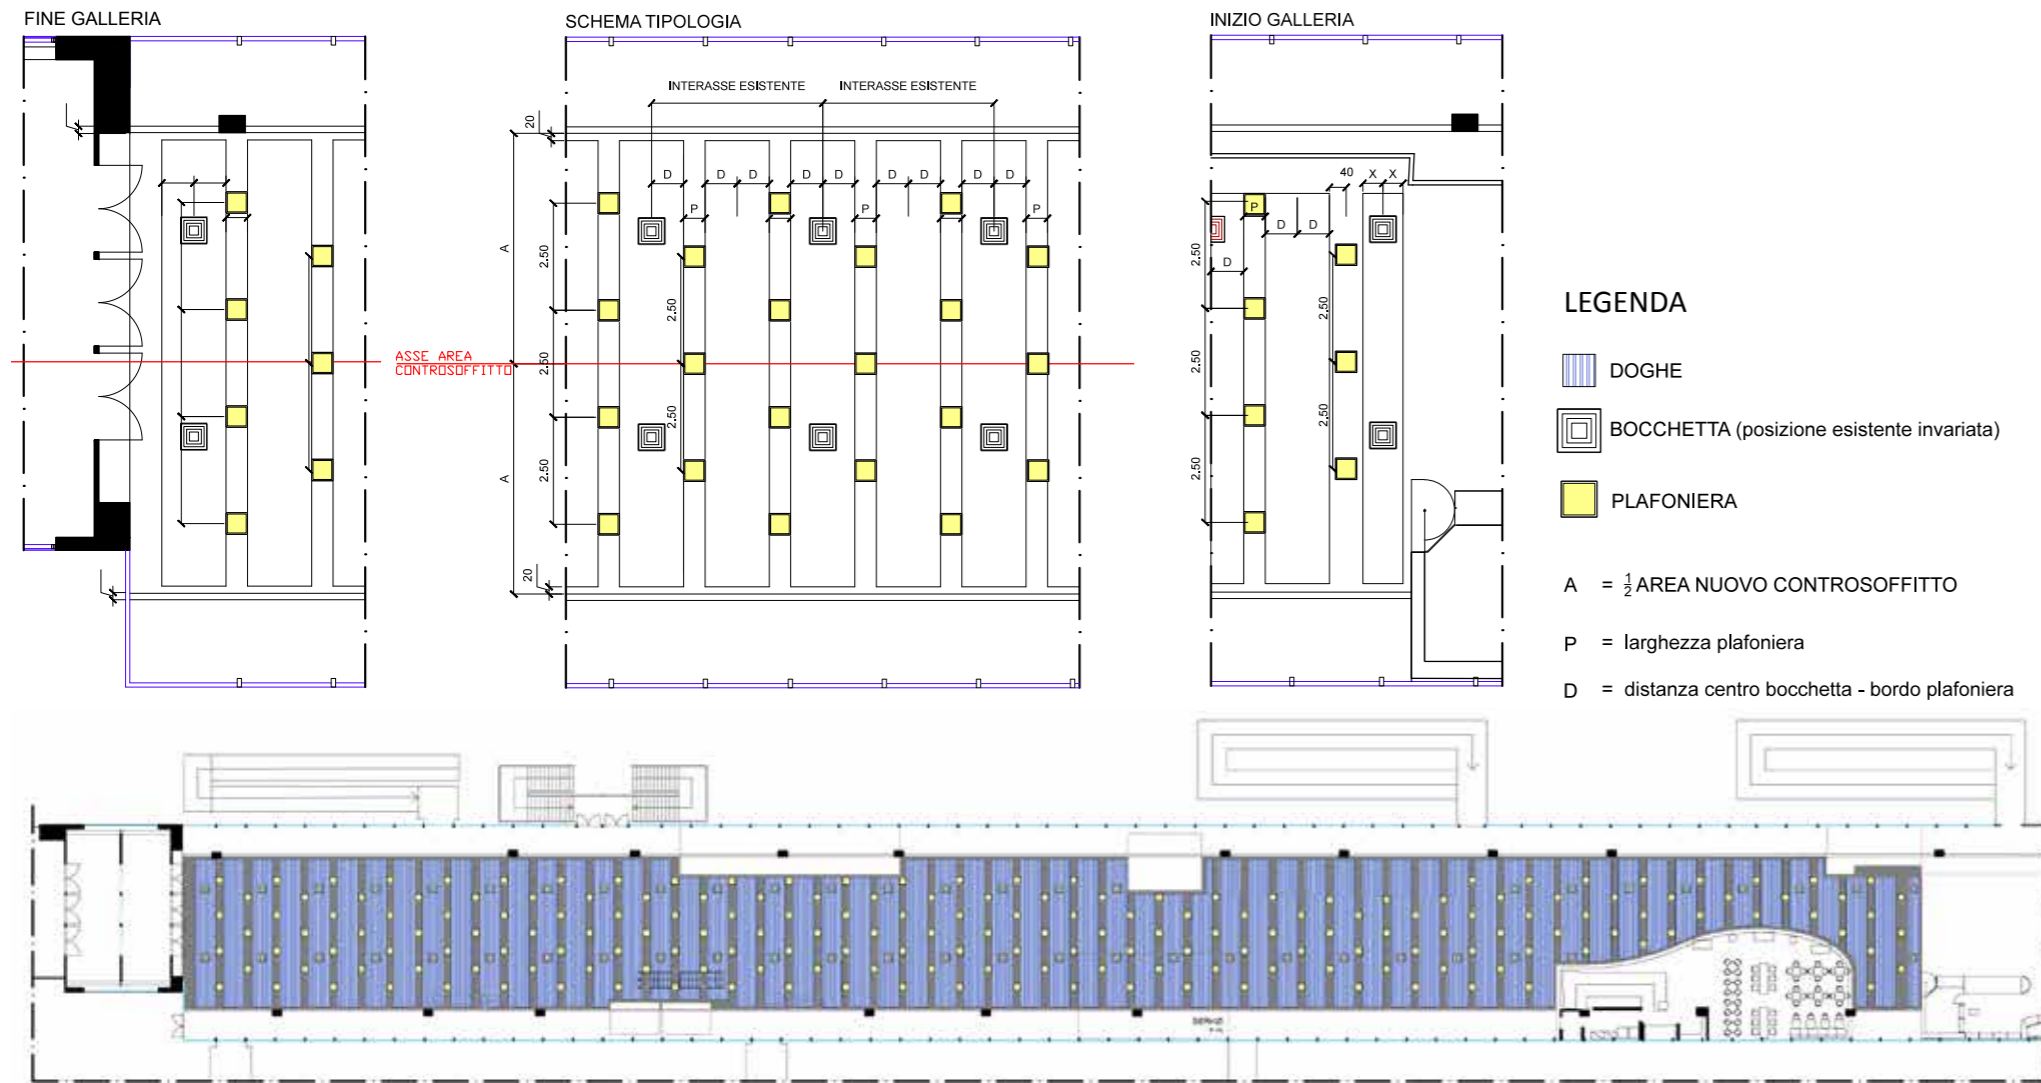 FINE GALLERIA
SCHEMA TIPOLOGIA
INIZIO GALLERIA
INTERASSE ESISTENTE
INTERASSE ESISTENTE
20
D
D
D
D
D
D
D
D
D
P
P
P
A
2.50
2.50
2.50
2.50
2.50
A
20
ASSE AREA
CONTROSOFFITTO
40
X
X
P
D
D
D
2.50
2.50
2.50
2.50
2.50
LEGENDA
DOGHE
BOCCHETTA (posizione esistente invariata)
PLAFONIERA
A = ½ AREA NUOVO CONTROSOFFITTO
P = larghezza plafoniera
D = distanza centro bocchetta - bordo plafoniera
SERVIZI